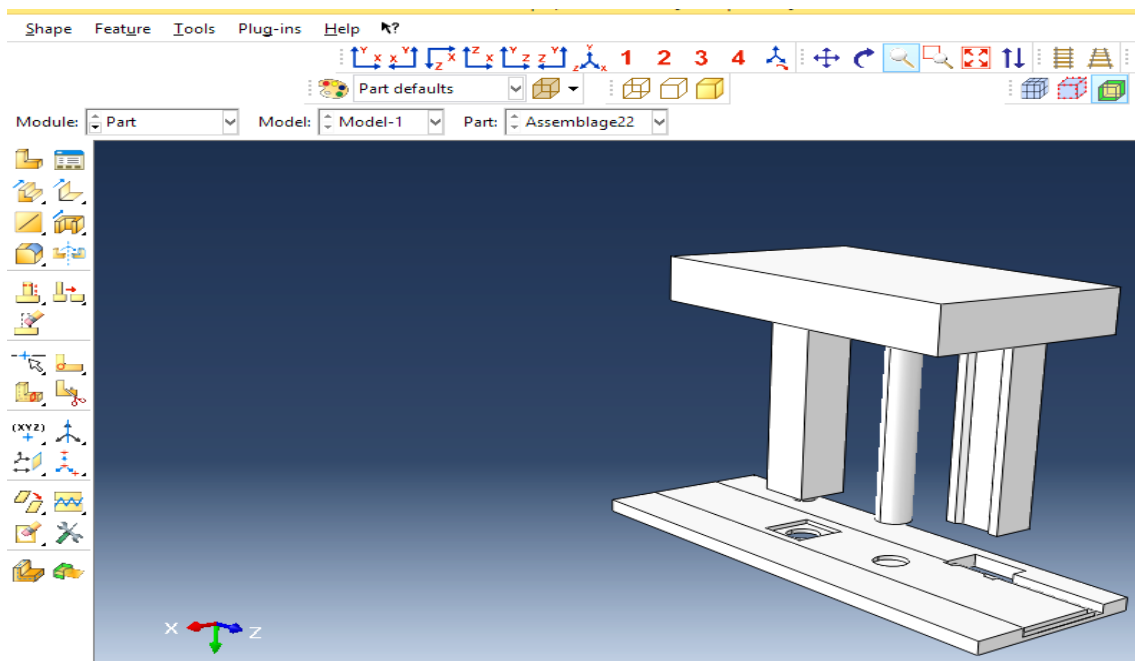 Shape Feature Tools Plug-ins Help ?
Y X X Y Z X Z X Y Z Z Y Y Z X 1 2 3 4
Part defaults
Module: Part Model: Model-1 Part: Assemblage22
(XYZ)
X Z